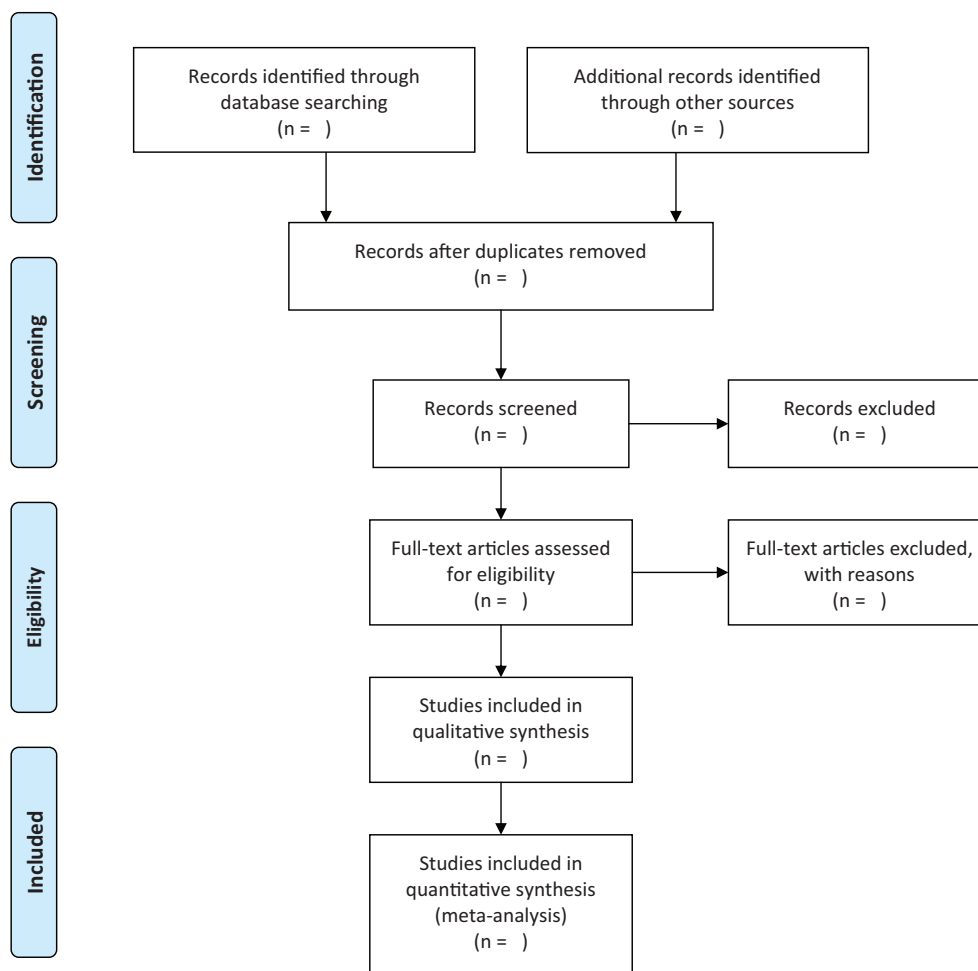 Identification
Records identified through
database searching
(n = )
Additional records identified
through other sources
(n = )
Records after duplicates removed
(n = )
Screening
Records screened
(n = )
Records excluded
(n = )
Eligibility
Full-text articles assessed
for eligibility
(n = )
Full-text articles excluded,
with reasons
(n = )
Studies included in
qualitative synthesis
(n = )
Included
Studies included in
quantitative synthesis
(meta-analysis)
(n = )